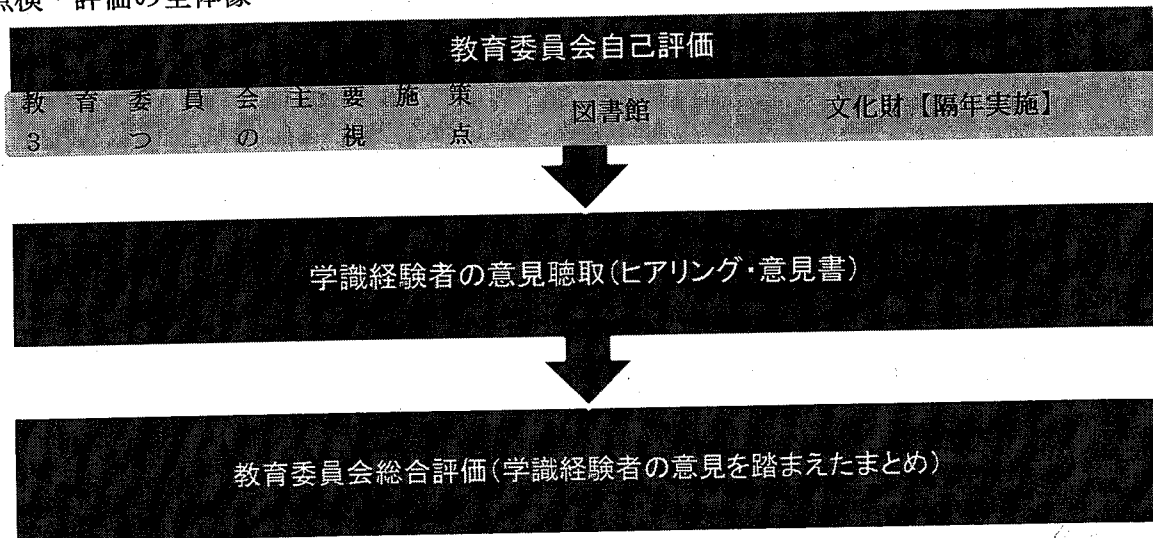 点検・評価の全体像
教育委員会自己評価
教育委員会主要施策
3つの視点
図書館
文化財【隔年実施】
学識経験者の意見聴取(ヒアリング・意見書)
教育委員会総合評価(学識経験者の意見を踏まえたまとめ)